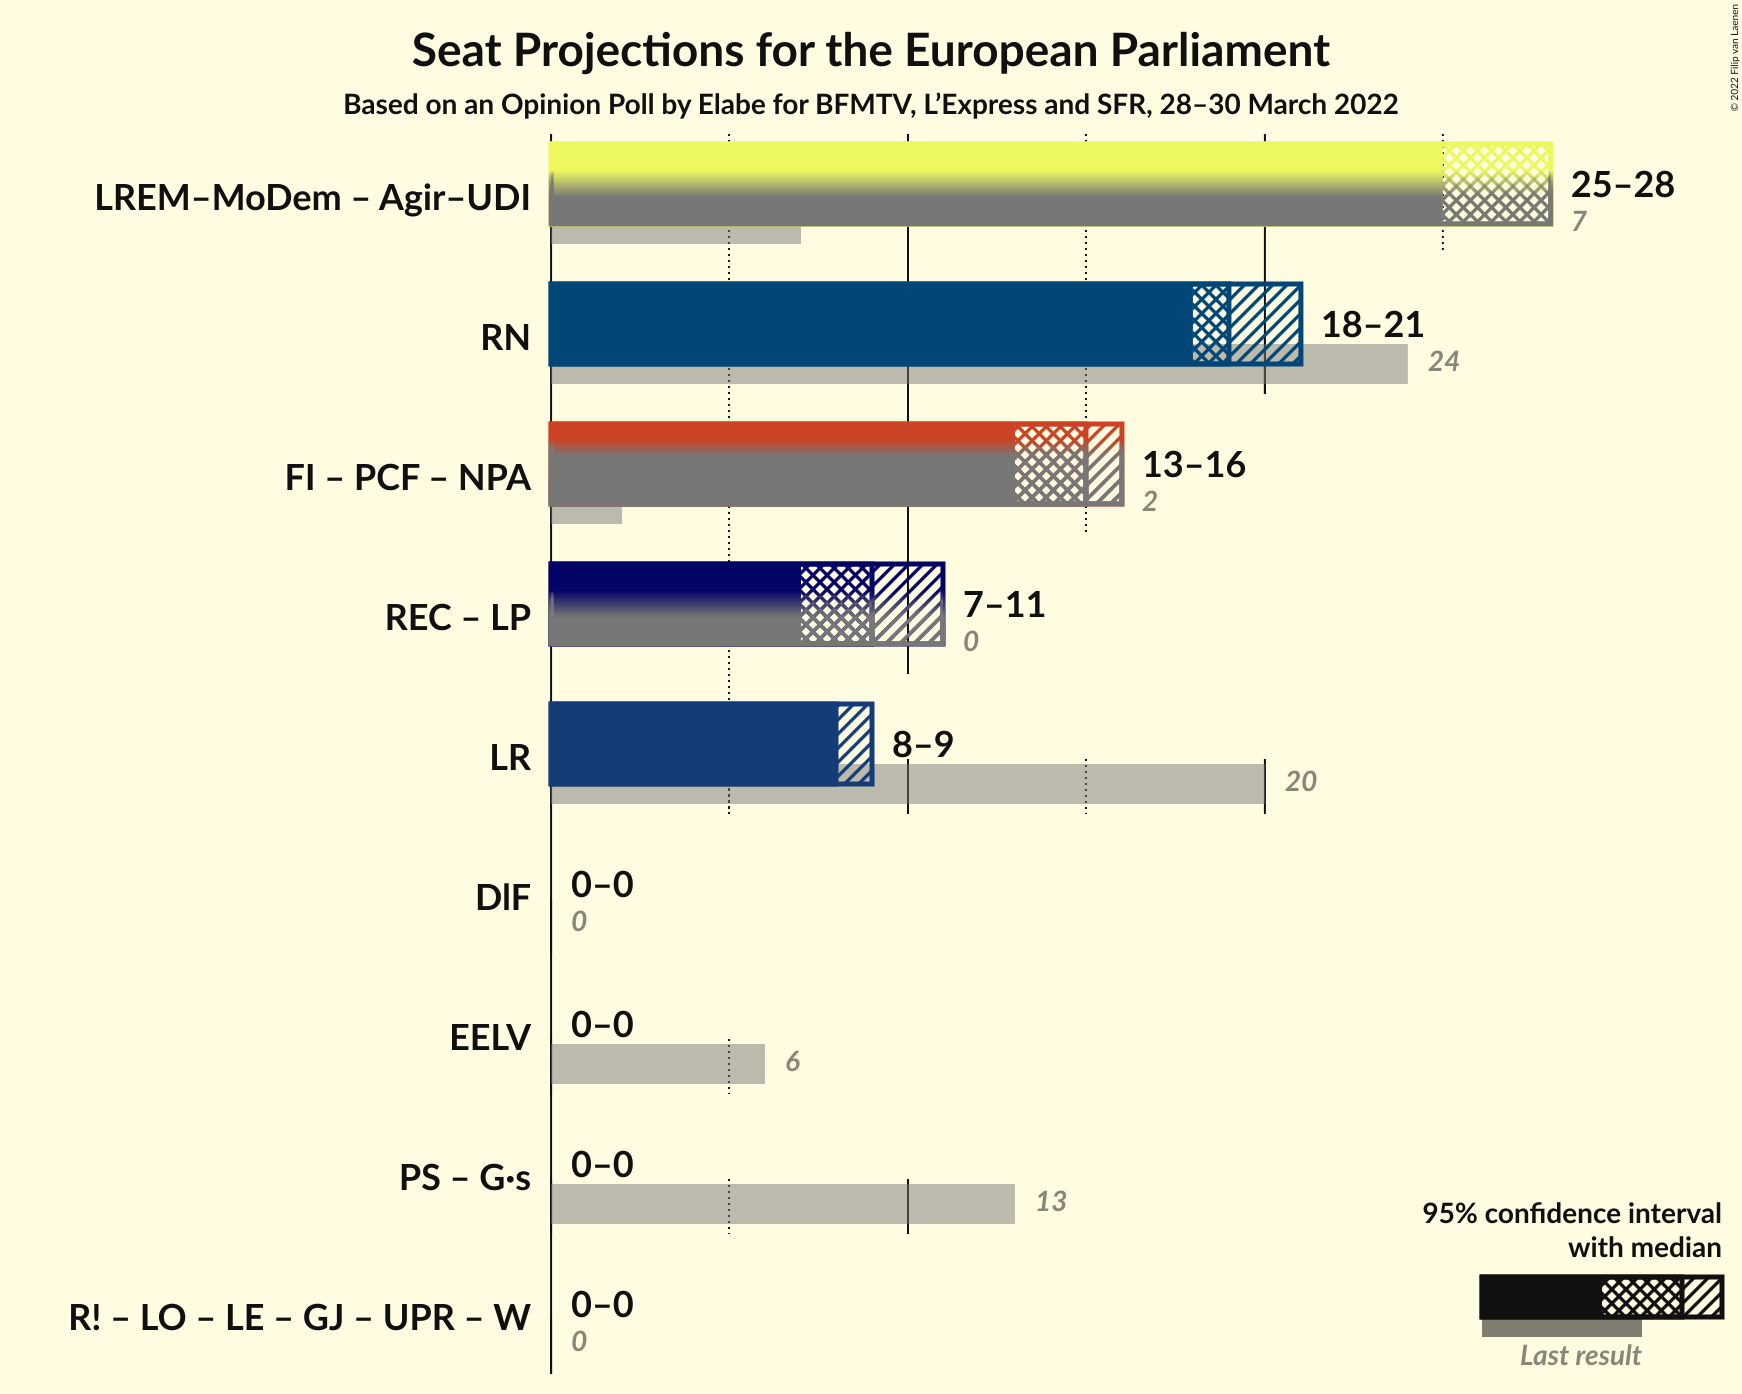 Seat Projections for the European Parliament
Based on an Opinion Poll by Elabe for BFMTV, L’Express and SFR, 28–30 March 2022
© 2022 Filip van Laenen
LREM–MoDem – Agir–UDI
25–28
7
RN
18–21
24
FI – PCF – NPA
13–16
2
REC – LP
7–11
0
LR
8–9
20
DlF
0–0
0
EELV
0–0
6
PS – G·s
0–0
13
R! – LO – LE – GJ – UPR – W
0–0
0
95% confidence interval
with median
Last result